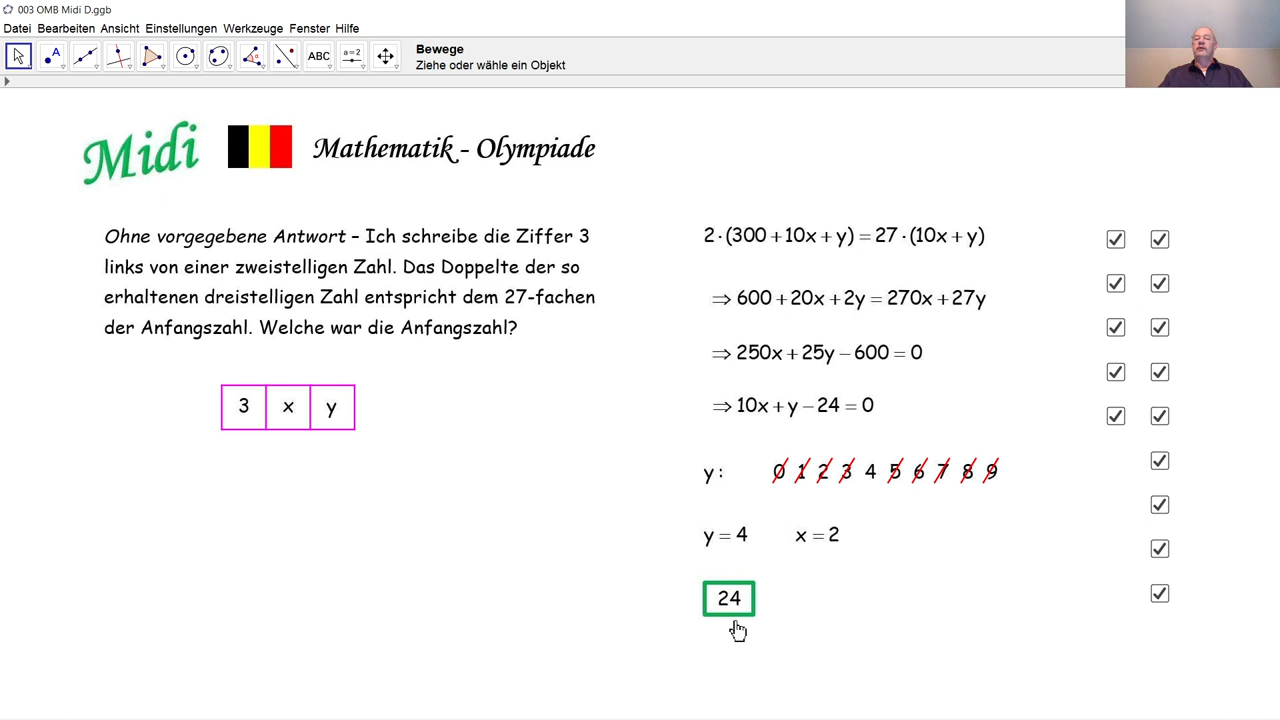 003 OMB Midi D.ggb
Datei Bearbeiten Ansicht Einstellungen Werkzeuge Fenster Hilfe
A
ABC
a=2
Bewege
Ziehe oder wähle ein Objekt
Midi
Mathematik - Olympiade
Ohne vorgegebene Antwort – Ich schreibe die Ziffer 3
links von einer zweistelligen Zahl. Das Doppelte der so
erhaltenen dreistelligen Zahl entspricht dem 27-fachen
der Anfangszahl. Welche war die Anfangszahl?
3 x y
2·(300+10x+y)=27·(10x+y)
⇒ 600+20x+2y=270x+27y
⇒ 250x+25y−600=0
⇒ 10x+y−24=0
y: 0 1 2 3 4 5 6 7 8 9
y=4 x=2
24